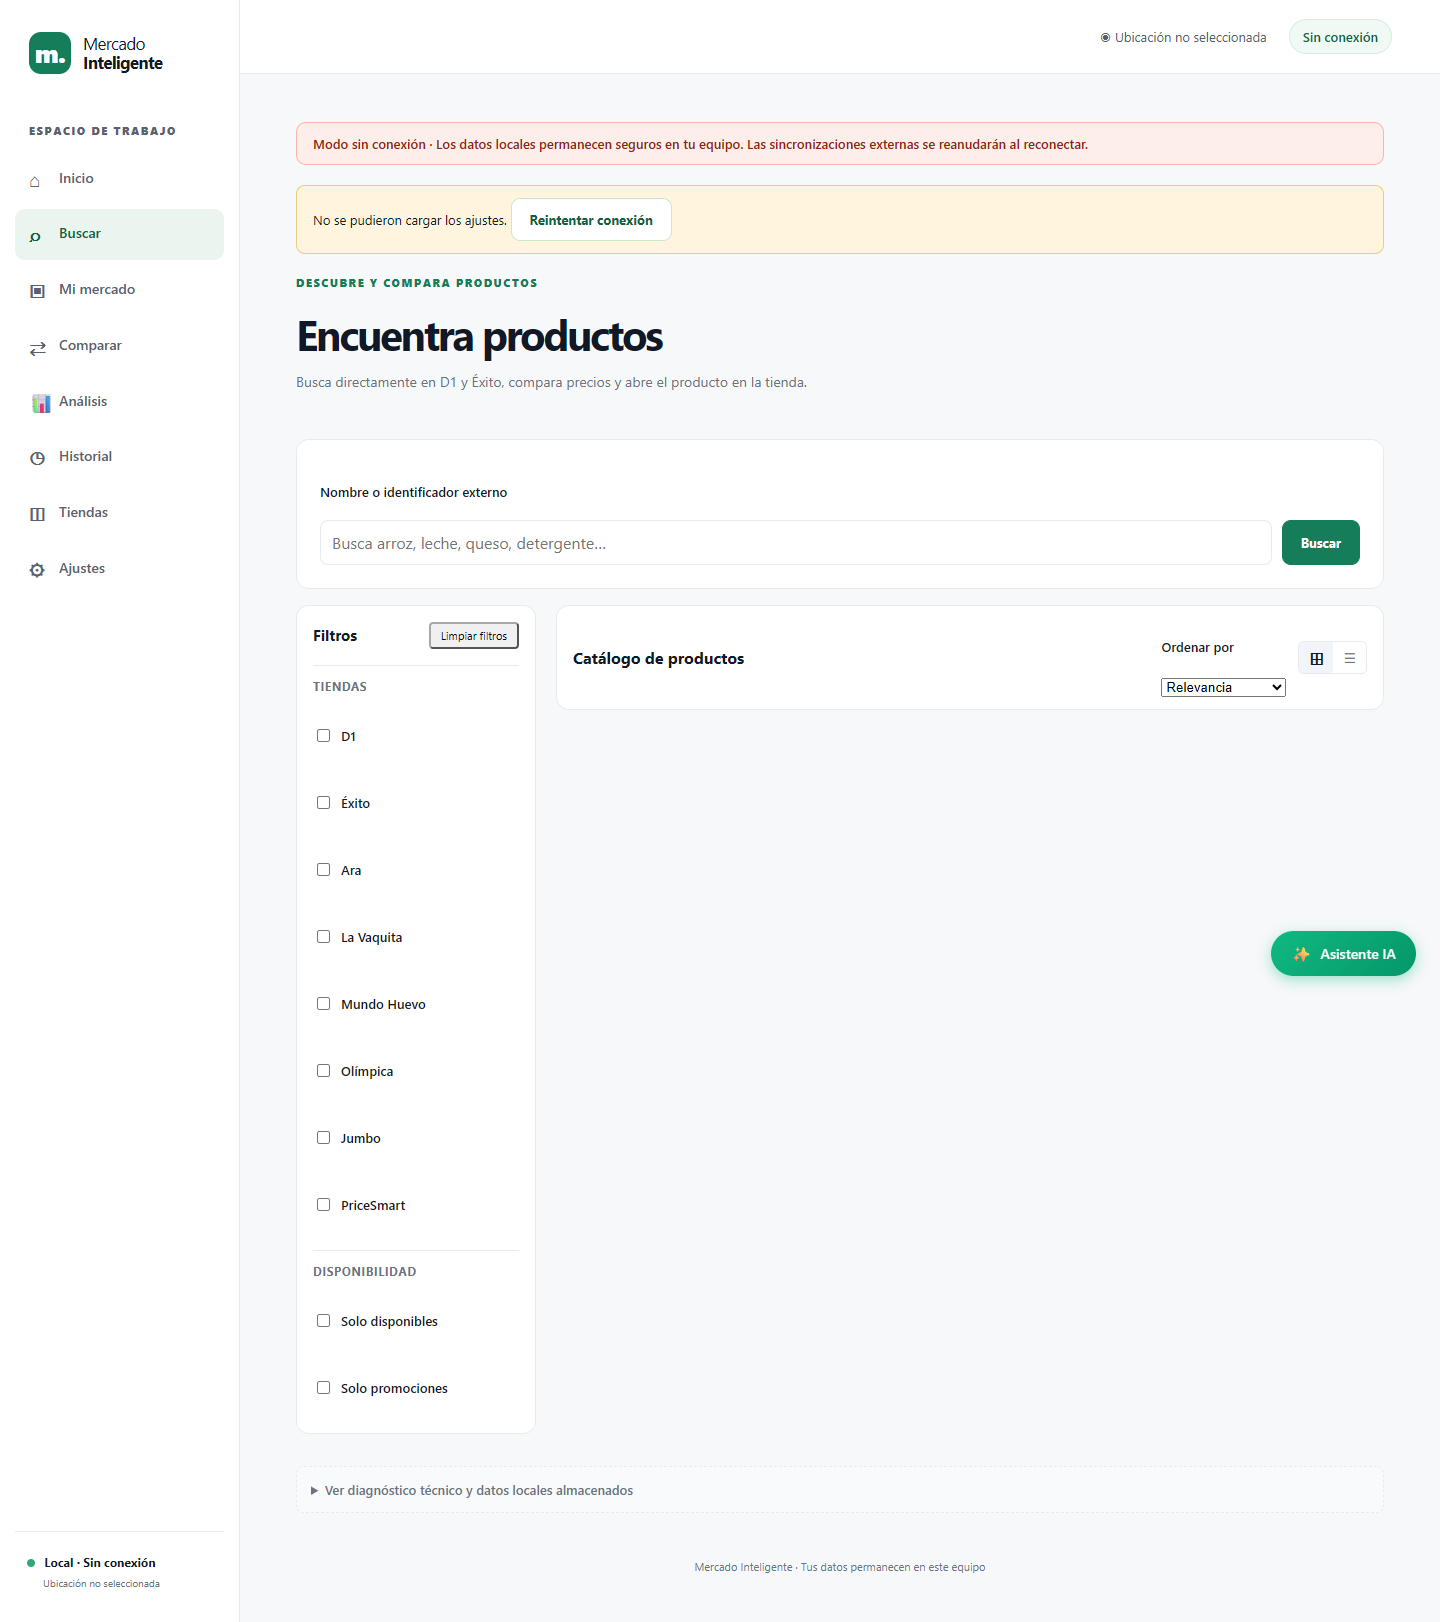 m.
Mercado
Inteligente
ESPACIO DE TRABAJO
Inicio
Buscar
Mi mercado
Comparar
Análisis
Historial
Tiendas
Ajustes
Local · Sin conexión
Ubicación no seleccionada
Ubicación no seleccionada
Sin conexión
Modo sin conexión · Los datos locales permanecen seguros en tu equipo. Las sincronizaciones externas se reanudarán al reconectar.
No se pudieron cargar los ajustes. Reintentar conexión
DESCUBRE Y COMPARA PRODUCTOS
Encuentra productos
Busca directamente en D1 y Éxito, compara precios y abre el producto en la tienda.
Nombre o identificador externo
Busca arroz, leche, queso, detergente...
Buscar
Filtros
Limpiar filtros
TIENDAS
D1
Éxito
Ara
La Vaquita
Mundo Huevo
Olímpica
Jumbo
PriceSmart
DISPONIBILIDAD
Solo disponibles
Solo promociones
Catálogo de productos
Ordenar por
Relevancia
Asistente IA
Ver diagnóstico técnico y datos locales almacenados
Mercado Inteligente · Tus datos permanecen en este equipo